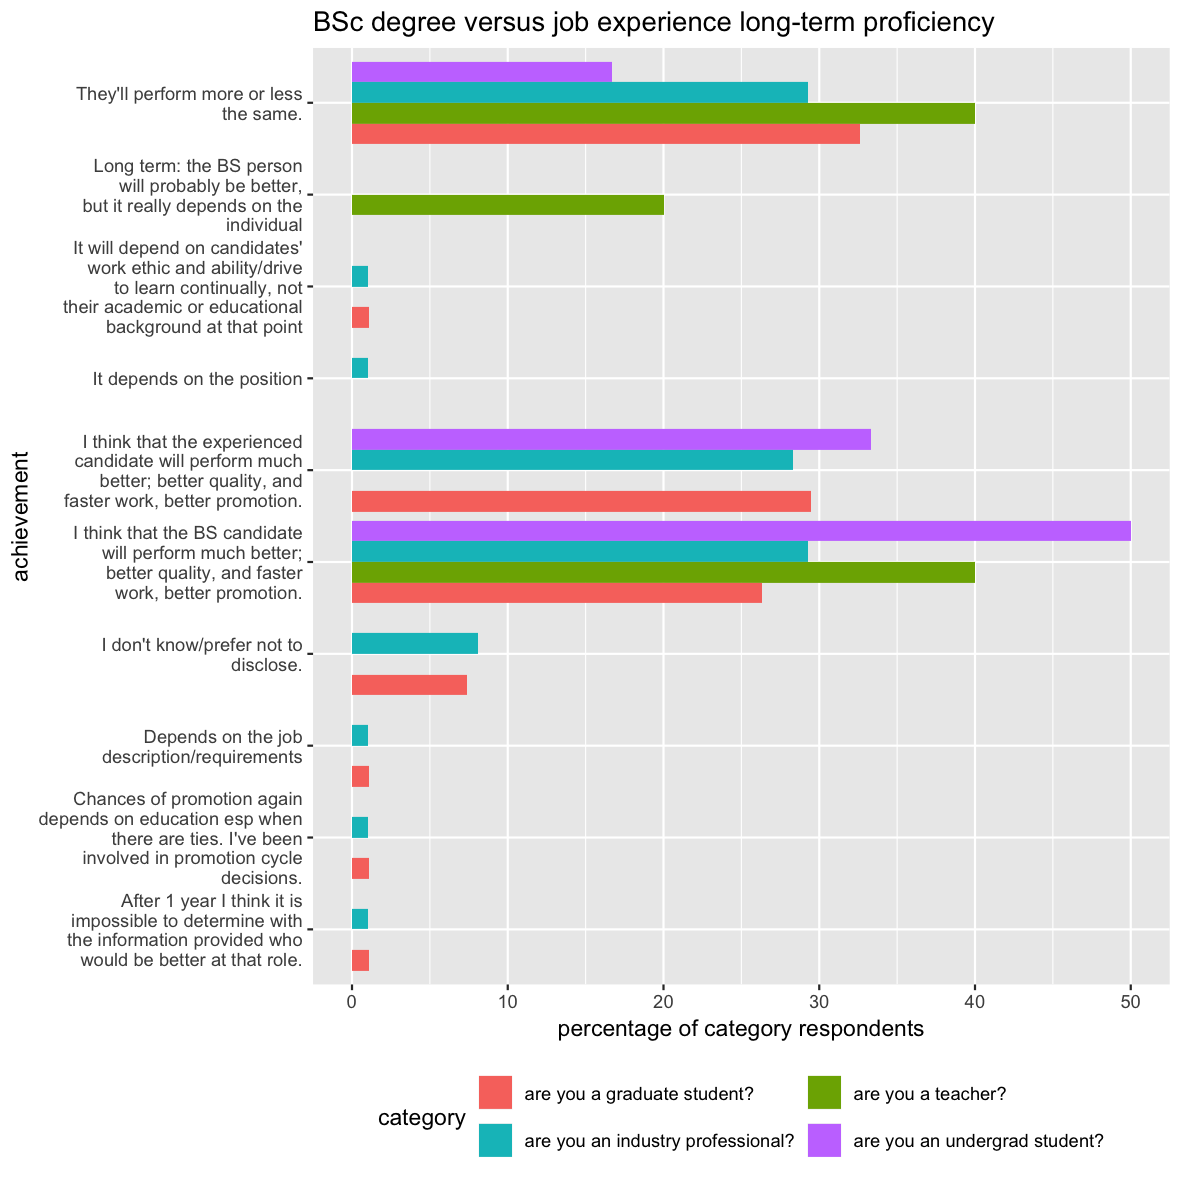 BSc degree versus job experience long-term proficiency
They'll perform more or less
the same.
Long term: the BS person
will probably be better,
but it really depends on the
individual
It will depend on candidates'
work ethic and ability/drive
to learn continually, not
their academic or educational
background at that point
It depends on the position
I think that the experienced
candidate will perform much
better; better quality, and
faster work, better promotion.
I think that the BS candidate
will perform much better;
better quality, and faster
work, better promotion.
I don't know/prefer not to
disclose.
Depends on the job
description/requirements
Chances of promotion again
depends on education esp when
there are ties. I've been
involved in promotion cycle
decisions.
After 1 year I think it is
impossible to determine with
the information provided who
would be better at that role.
achievement
0 10 20 30 40 50
percentage of category respondents
category
are you a graduate student?
are you a teacher?
are you an industry professional?
are you an undergrad student?